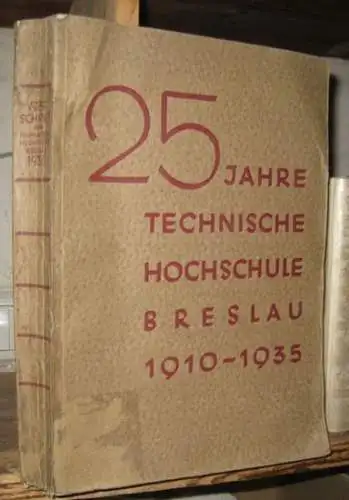 25 JAHRE
TECHNISCHE
HOCHSCHULE
BRESLAU
1910-1935